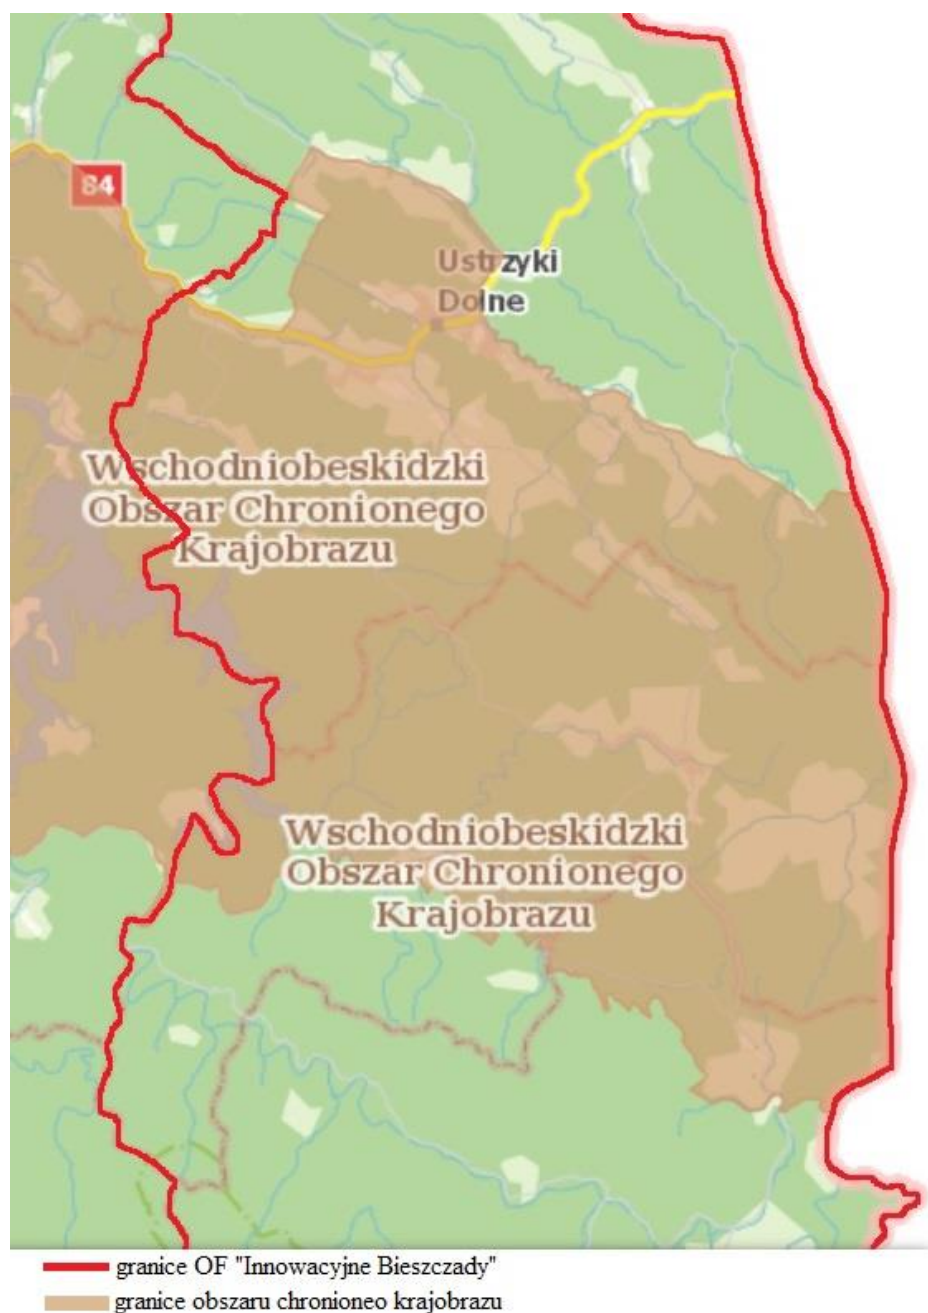 84
Ustrzyki
Dolne
Wschodniobeskidzki
Obszar Chronionego
Krajobrazu
Wschodniobeskidzki
Obszar Chronionego
Krajobrazu
granice OF "Innowacyjne Bieszczady"
granice obszaru chronioneo krajobrazu